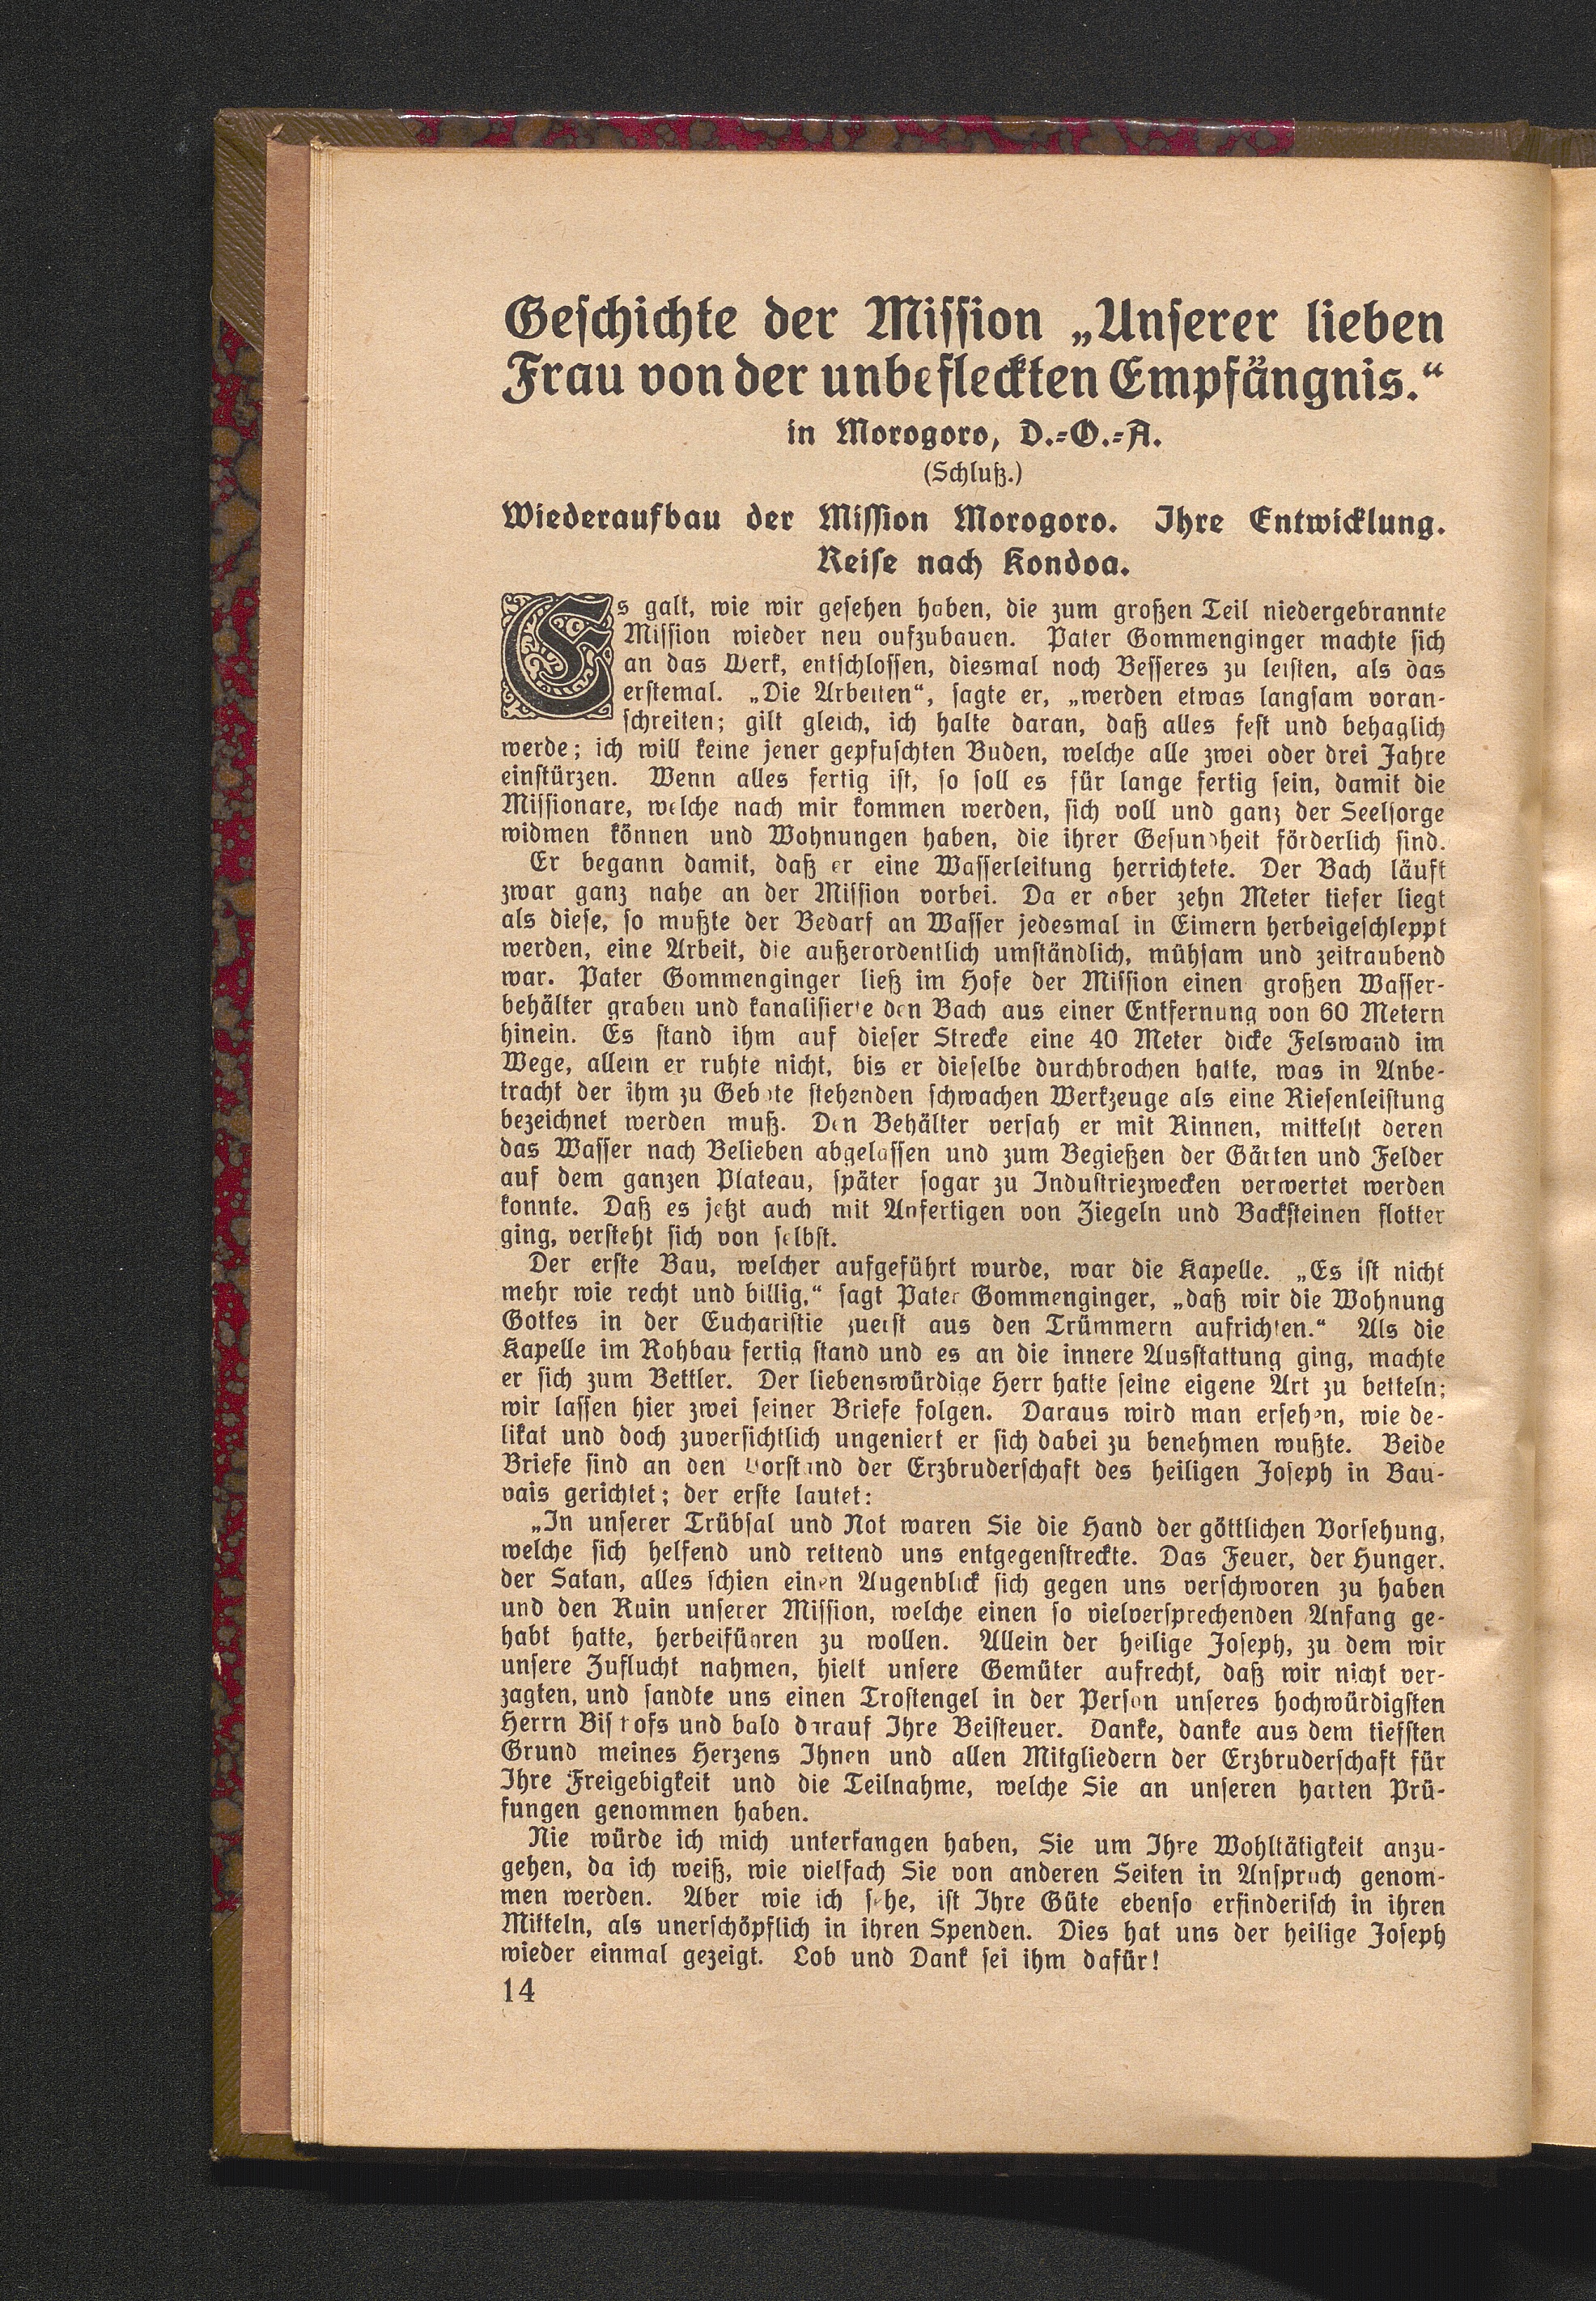 Geschichte der Mission „Unserer lieben
Frau von der unbefleckten Empfängnis.“
in Morogoro, D.=O.=A.
(Schluß.)
Wiederaufbau der Mission Morogoro. Ihre Entwicklung.
Reise nach Kondoa.
Es galt, wie wir gesehen haben, die zum großen Teil niedergebrannte
Mission wieder neu aufzubauen. Pater Gommenginger machte sich
an das Werk, entschlossen, diesmal noch Besseres zu leisten, als das
erstemal. „Die Arbeiten“, sagte er, „werden etwas langsam voran-
schreiten; gilt gleich, ich halte daran, daß alles fest und behaglich
werde; ich will keine jener gepfuschten Buden, welche alle zwei oder drei Jahre
einstürzen. Wenn alles fertig ist, so soll es für lange fertig sein, damit die
Missionare, welche nach mir kommen werden, sich voll und ganz der Seelsorge
widmen können und Wohnungen haben, die ihrer Gesundheit förderlich sind.
Er begann damit, daß er eine Wasserleitung herrichtete. Der Bach läuft
zwar ganz nahe an der Mission vorbei. Da er aber zehn Meter tiefer liegt
als diese, so mußte der Bedarf an Wasser jedesmal in Eimern herbeigeschleppt
werden, eine Arbeit, die außerordentlich umständlich, mühsam und zeitraubend
war. Pater Gommenginger ließ im Hofe der Mission einen großen Wasser-
behälter graben und kanalisierte den Bach aus einer Entfernung von 60 Metern
hinein. Es stand ihm auf dieser Strecke eine 40 Meter dicke Felswand im
Wege, allein er ruhte nicht, bis er dieselbe durchbrochen hatte, was in Anbe-
tracht der ihm zu Gebote stehenden schwachen Werkzeuge als eine Riesenleistung
bezeichnet werden muß. Den Behälter versah er mit Rinnen, mittelst deren
das Wasser nach Belieben abgelassen und zum Begießen der Gärten und Felder
auf dem ganzen Plateau, später sogar zu Industriezwecken verwertet werden
konnte. Daß es jetzt auch mit Anfertigen von Ziegeln und Backsteinen flotter
ging, versteht sich von selbst.
Der erste Bau, welcher aufgeführt wurde, war die Kapelle. „Es ist nicht
mehr wie recht und billig,“ sagt Pater Gommenginger, „daß wir die Wohnung
Gottes in der Eucharistie zuerst aus den Trümmern aufrichten.“ Als die
Kapelle im Rohbau fertig stand und es an die innere Ausstattung ging, machte
er sich zum Bettler. Der liebenswürdige Herr hatte seine eigene Art zu betteln;
wir lassen hier zwei seiner Briefe folgen. Daraus wird man ersehen, wie de-
likat und doch zuversichtlich ungeniert er sich dabei zu benehmen wußte. Beide
Briefe sind an den Vorstand der Erzbruderschaft des heiligen Joseph in Bau-
vais gerichtet; der erste lautet:
„In unserer Trübsal und Not waren Sie die Hand der göttlichen Vorsehung,
welche sich helfend und rettend uns entgegenstreckte. Das Feuer, der Hunger,
der Satan, alles schien einen Augenblick sich gegen uns verschworen zu haben
und den Ruin unserer Mission, welche einen so vielversprechenden Anfang ge-
habt hatte, herbeiführen zu wollen. Allein der heilige Joseph, zu dem wir
unsere Zuflucht nahmen, hielt unsere Gemüter aufrecht, daß wir nicht ver-
zagten, und sandte uns einen Trostengel in der Person unseres hochwürdigsten
Herrn Bischofs und bald darauf Ihre Beisteuer. Danke, danke aus dem tiefsten
Grund meines Herzens Ihnen und allen Mitgliedern der Erzbruderschaft für
Ihre Freigebigkeit und die Teilnahme, welche Sie an unseren harten Prü-
fungen genommen haben.
Nie würde ich mich unterfangen haben, Sie um Ihre Wohltätigkeit anzu-
gehen, da ich weiß, wie vielfach Sie von anderen Seiten in Anspruch genom-
men werden. Aber wie ich sehe, ist Ihre Güte ebenso erfinderisch in ihren
Mitteln, als unerschöpflich in ihren Spenden. Dies hat uns der heilige Joseph
wieder einmal gezeigt. Lob und Dank sei ihm dafür!
14